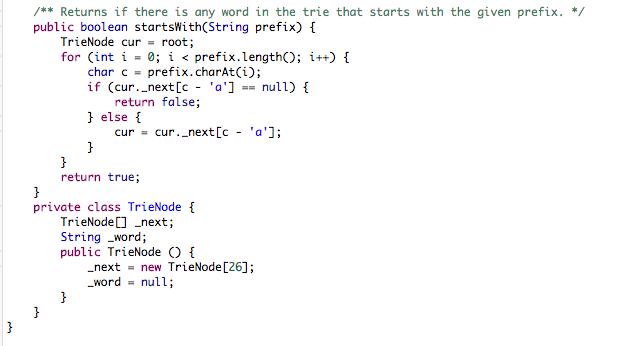 /** Returns if there is any word in the trie that starts with the given prefix. */
public boolean startsWith(String prefix) {
TrieNode cur = root;
for (int i = 0; i < prefix.length(); i++) {
char c = prefix.charAt(i);
if (cur._next[c - 'a'] == null) {
return false;
} else {
cur = cur._next[c - 'a'];
}
}
return true;
}
private class TrieNode {
TrieNode[] _next;
String _word;
public TrieNode () {
_next = new TrieNode[26];
_word = null;
}
}
}